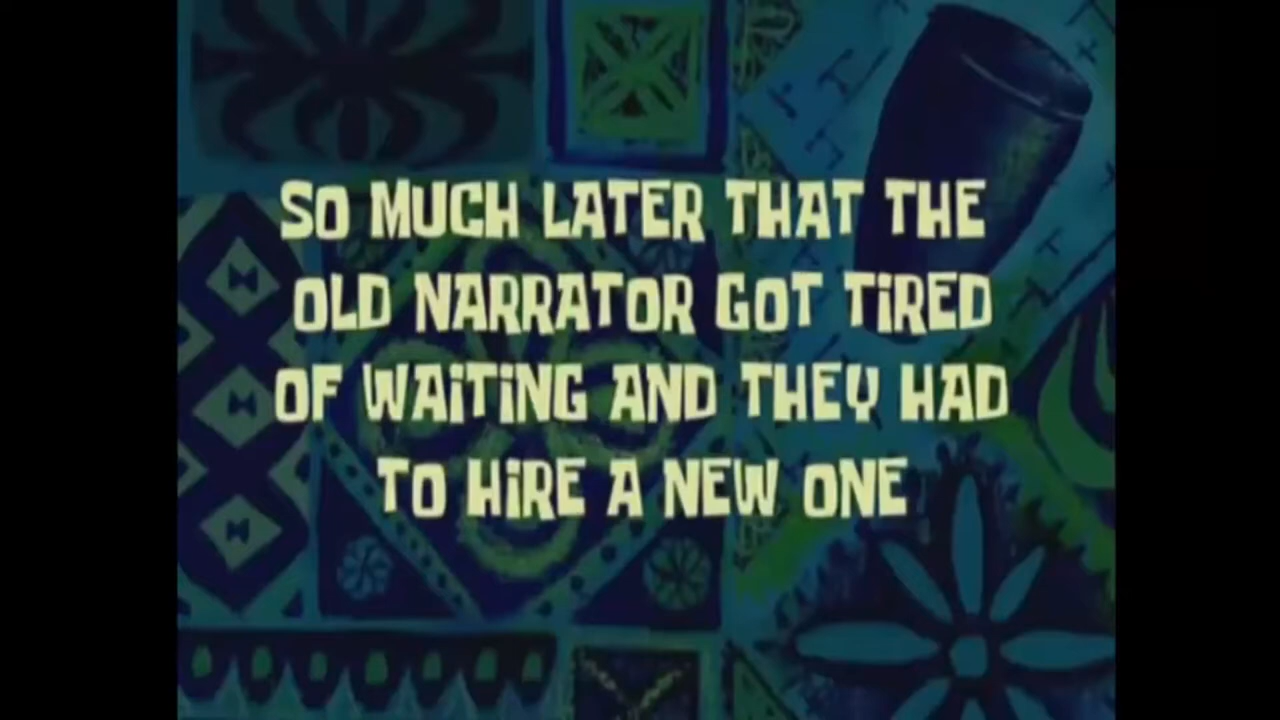 SO MUCH LATER THAT THE
OLD NARRATOR GOT TIRED
OF WAITING AND THEY HAD
TO HIRE A NEW ONE